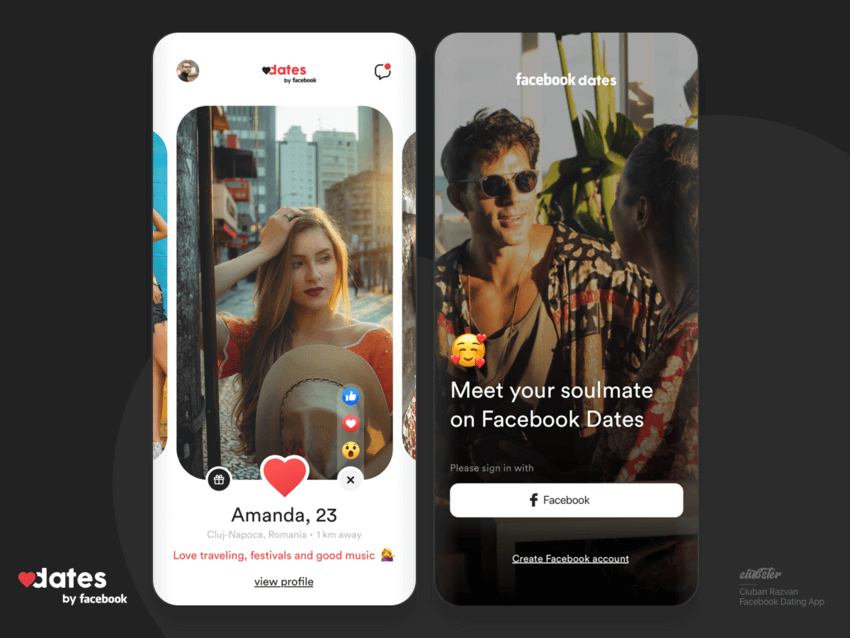 dates
by facebook
Amanda, 23
Cluj-Napoca, Romania • 1 km away
Love traveling, festivals and good music
view profile
facebook dates
Meet your soulmate
on Facebook Dates
Please sign in with
Facebook
Create Facebook account
dates
by facebook
ciubster
Ciuban Razvan
Facebook Dating App